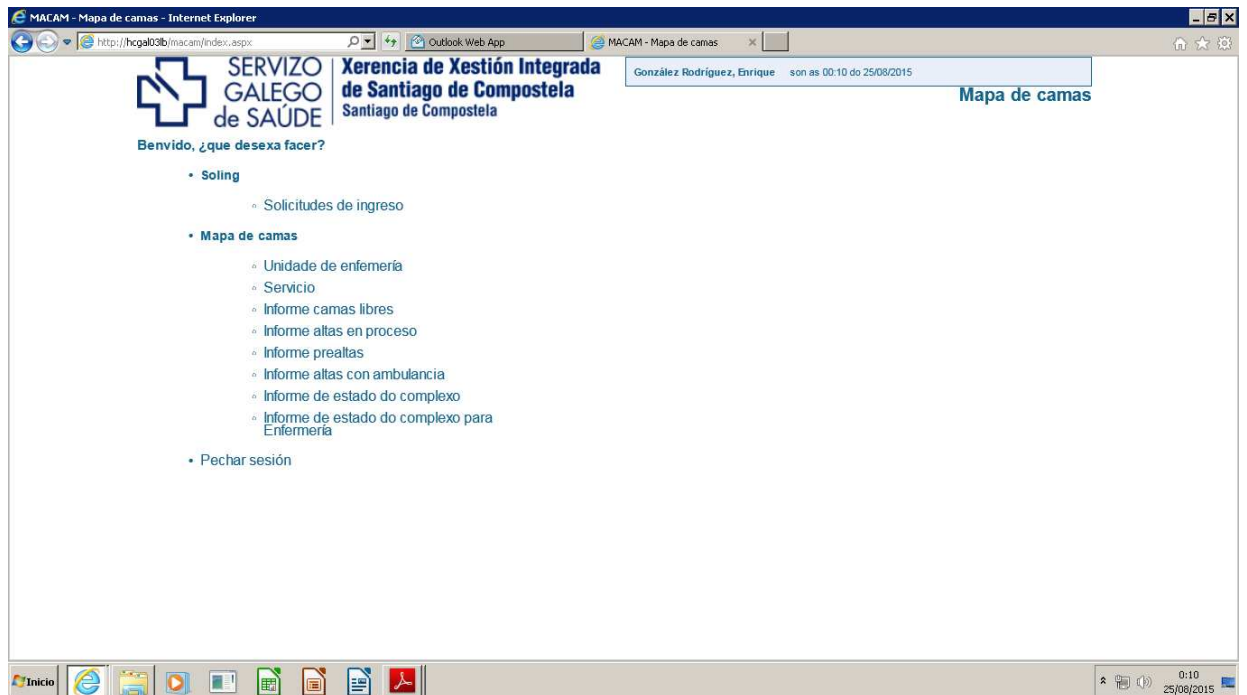 MACAM - Mapa de camas - Internet Explorer
http://hcgal03lb/macam/index.aspx
Outlook Web App
MACAM - Mapa de camas
SERVIZO
GALEGO
de SAÚDE
Xerencia de Xestión Integrada
de Santiago de Compostela
Santiago de Compostela
González Rodríguez, Enrique son as 00:10 do 25/08/2015
Mapa de camas
Benvido, ¿que desexa facer?
• Soling
◦ Solicitudes de ingreso
• Mapa de camas
◦ Unidade de enfemería
◦ Servicio
◦ Informe camas libres
◦ Informe altas en proceso
◦ Informe prealtas
◦ Informe altas con ambulancia
◦ Informe de estado do complexo
◦ Informe de estado do complexo para
Enfermería
• Pechar sesión
Inicio
0:10
25/08/2015